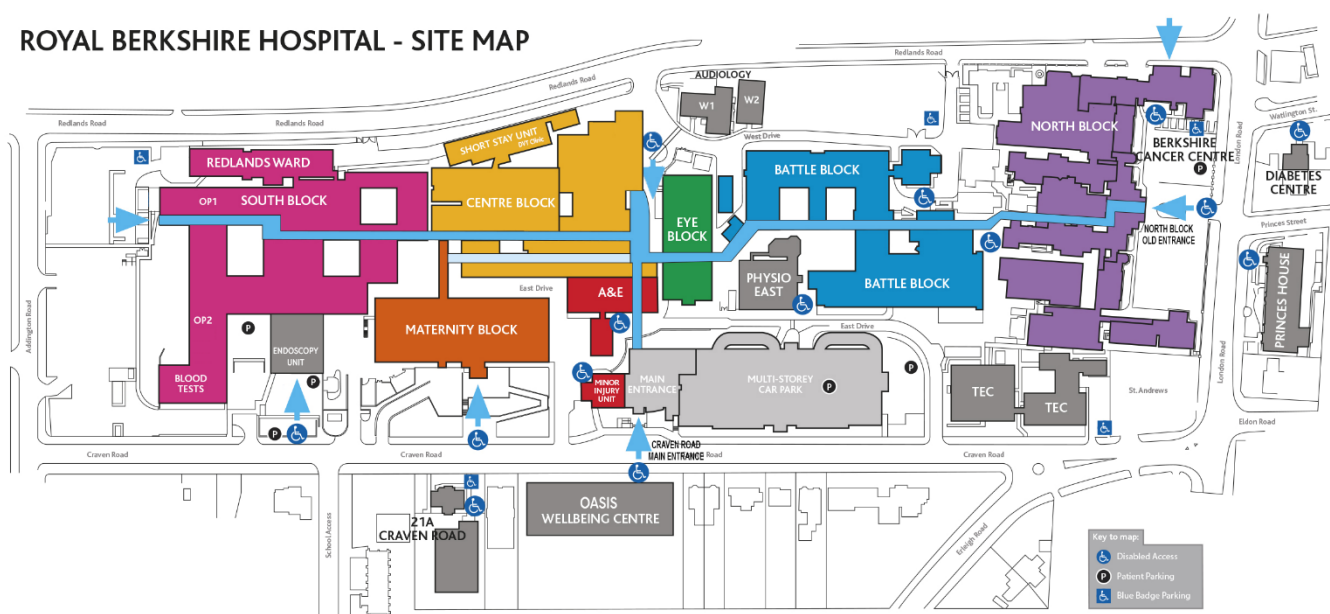 ROYAL BERKSHIRE HOSPITAL - SITE MAP
Redlands Road
Redlands Road
Redlands Road
Redlands Road
AUDIOLOGY
W1
W2
West Drive
NORTH BLOCK
London Road
Watlington St.
BERKSHIRE
CANCER CENTRE
P
DIABETES
CENTRE
SHORT STAY UNIT
DVT Clinic
REDLANDS WARD
OP1
SOUTH BLOCK
CENTRE BLOCK
EYE
BLOCK
BATTLE BLOCK
NORTH BLOCK
OLD ENTRANCE
Princes Street
PRINCES HOUSE
PHYSIO
EAST
BATTLE BLOCK
East Drive
A&E
Addington Road
OP2
P
MATERNITY BLOCK
East Drive
ENDOSCOPY
UNIT
P
BLOOD
TESTS
P
MINOR
INJURY
UNIT
MAIN
ENTRANCE
MULTI-STOREY
CAR PARK
P
P
TEC
TEC
St. Andrews
London Road
Eldon Road
Craven Road
Craven Road
CRAVEN ROAD
MAIN ENTRANCE
Road
Craven Road
21A
CRAVEN ROAD
OASIS
WELLBEING CENTRE
School Access
Erleigh Road
Key to map:
Disabled Access
P
Patient Parking
Blue Badge Parking